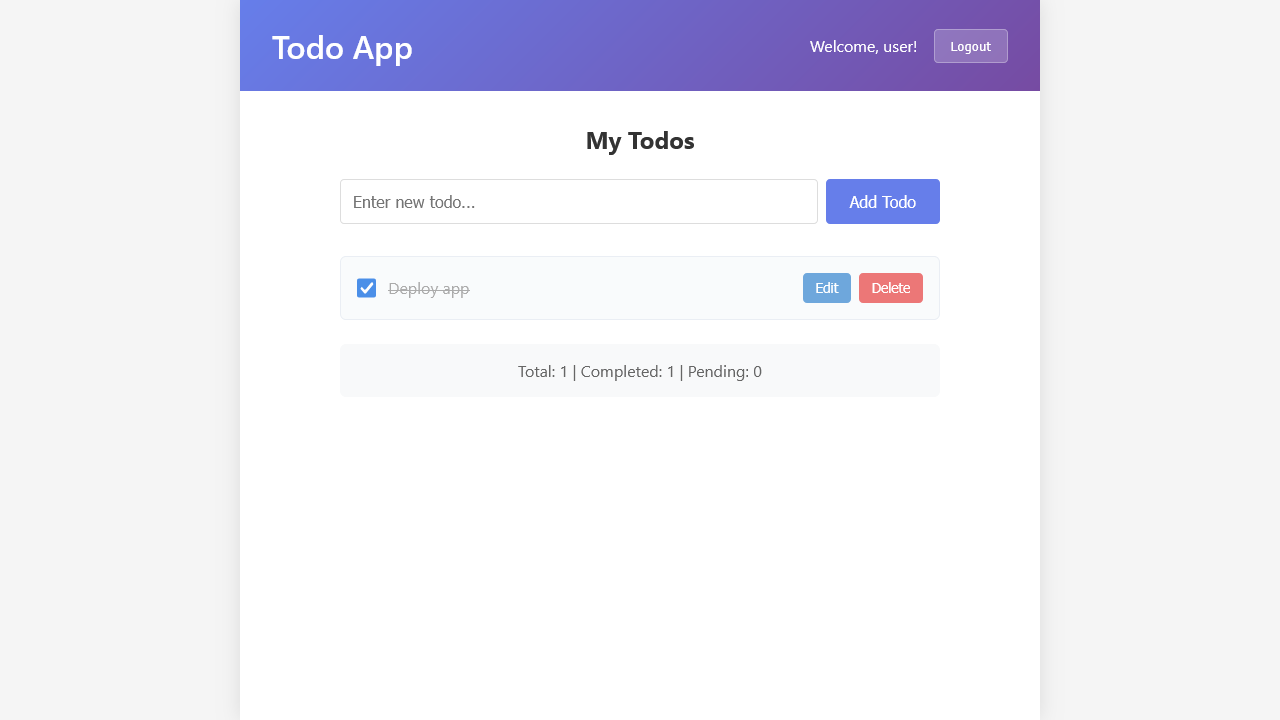 Todo App
Welcome, user!
Logout
My Todos
Enter new todo...
Add Todo
Deploy app
Edit
Delete
Total: 1 | Completed: 1 | Pending: 0